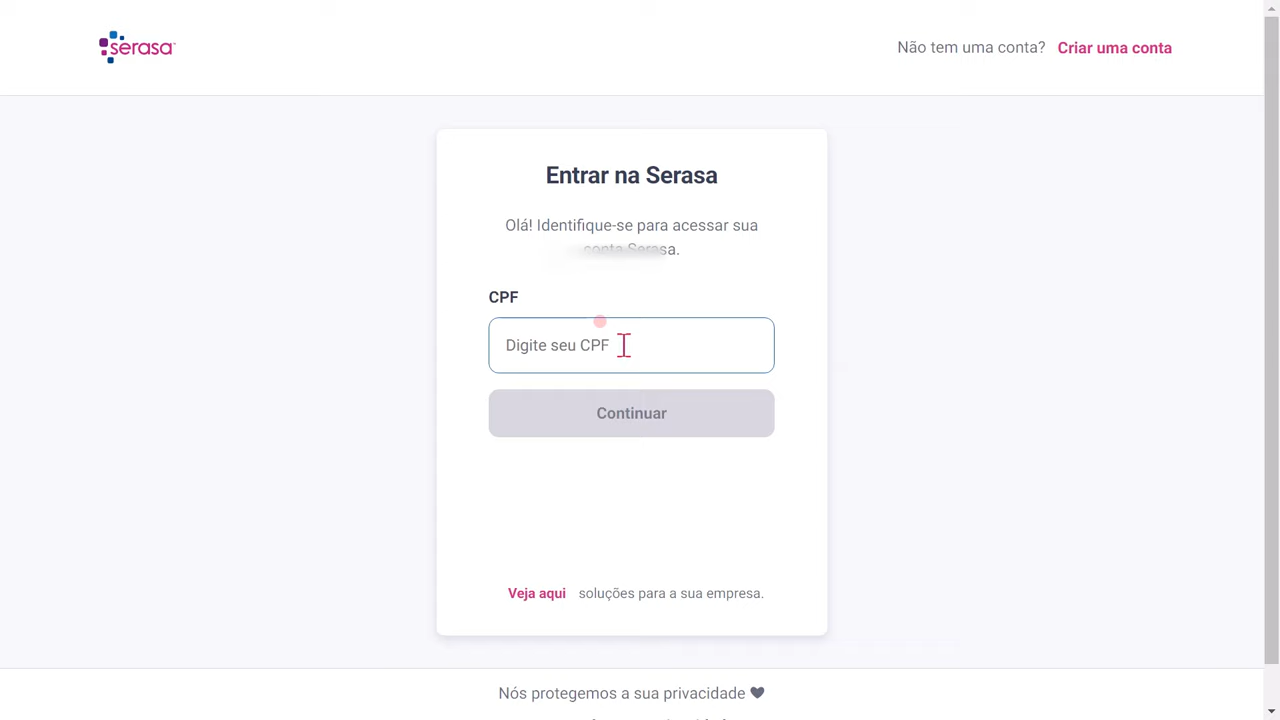 serasa
Não tem uma conta? Criar uma conta
Entrar na Serasa
Olá! Identifique-se para acessar sua
conta Serasa.
CPF
Digite seu CPF
Continuar
Veja aqui soluções para a sua empresa.
Nós protegemos a sua privacidade